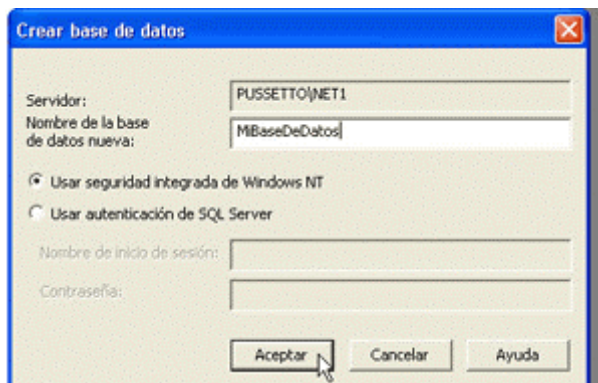 Crear base de datos
Servidor: PUSSETTO\NET1
Nombre de la base
de datos nueva: MiBaseDeDatos
Usar seguridad integrada de Windows NT
Usar autenticación de SQL Server
Nombre de inicio de sesión:
Contraseña:
Aceptar Cancelar Ayuda